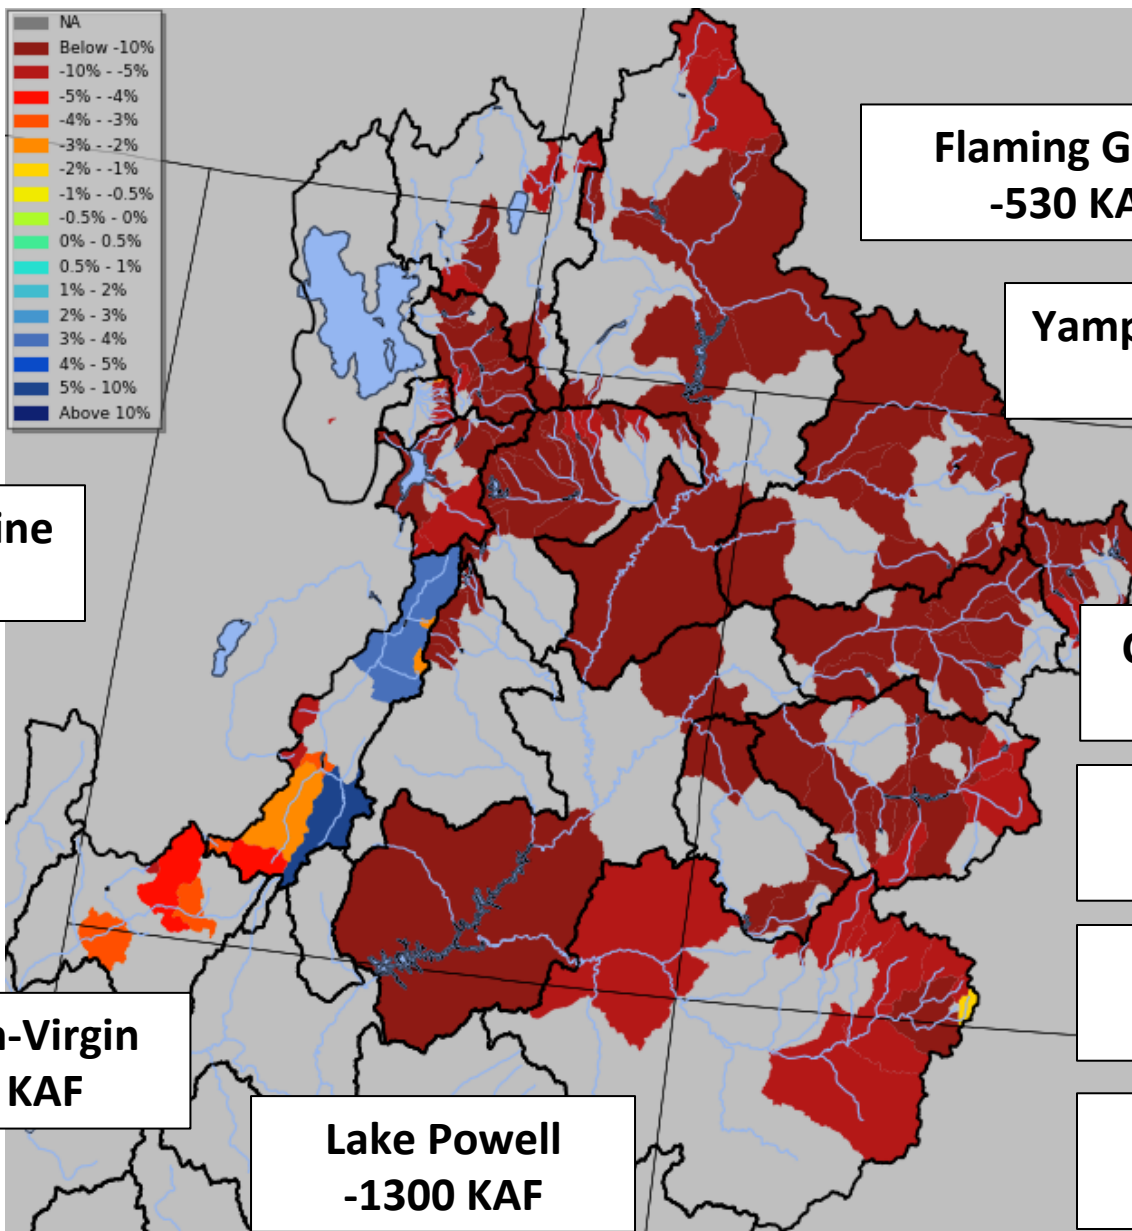 NA
Below -10%
-10% - -5%
-5% - -4%
-4% - -3%
-3% - -2%
-2% - -1%
-1% - -0.5%
-0.5% - 0%
0% - 0.5%
0.5% - 1%
1% - 2%
2% - 3%
3% - 4%
4% - 5%
5% - 10%
Above 10%
Flaming G
-530 KA
Yamp
ine
-Virgin
KAF
Lake Powell
-1300 KAF